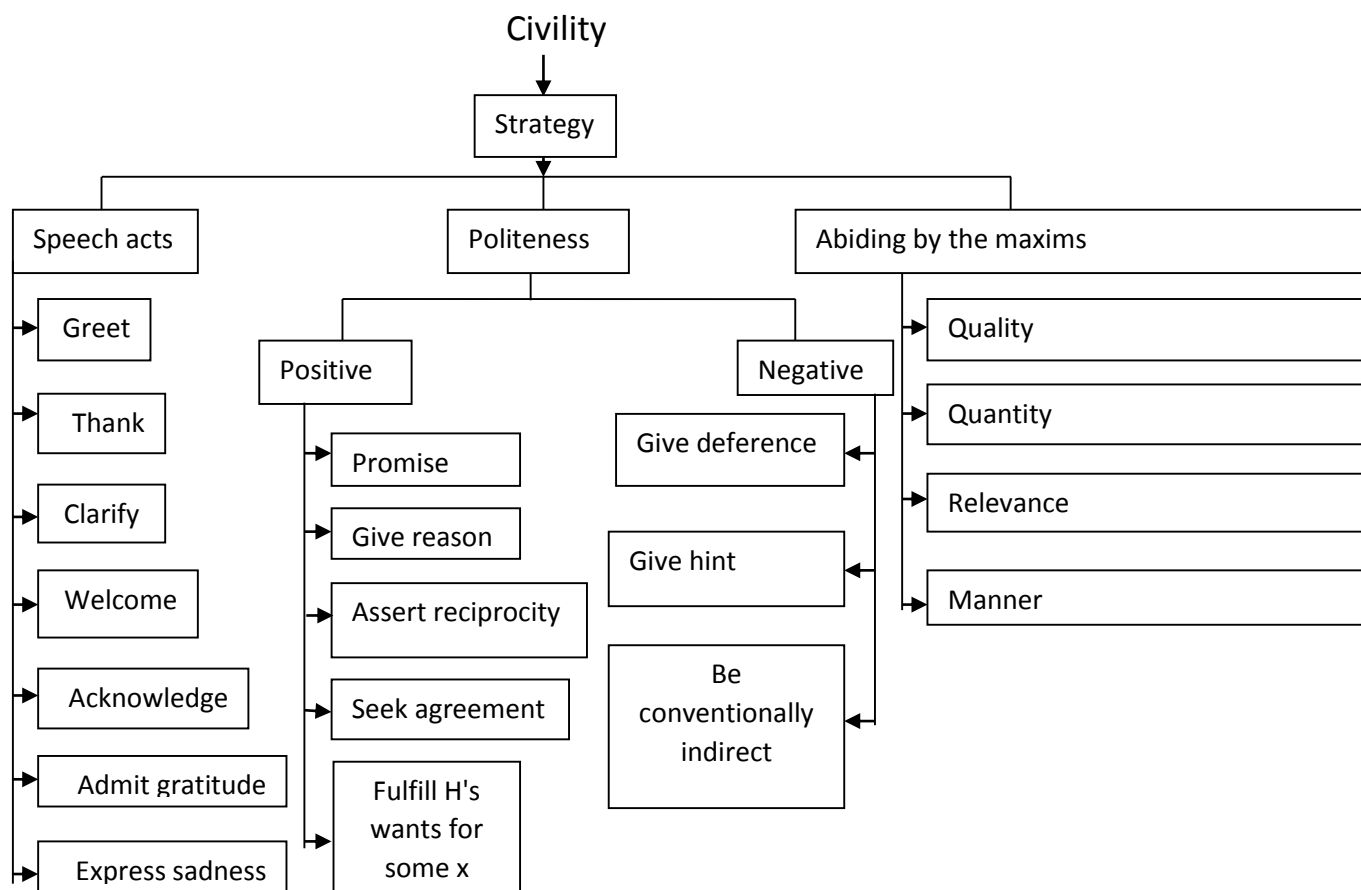 Civility
Strategy
Speech acts
Politeness
Abiding by the maxims
Greet
Thank
Clarify
Welcome
Acknowledge
Admit gratitude
Express sadness
Positive
Promise
Give reason
Assert reciprocity
Seek agreement
Fulfill H's
wants for
some x
Negative
Give deference
Give hint
Be
conventionally
indirect
Quality
Quantity
Relevance
Manner